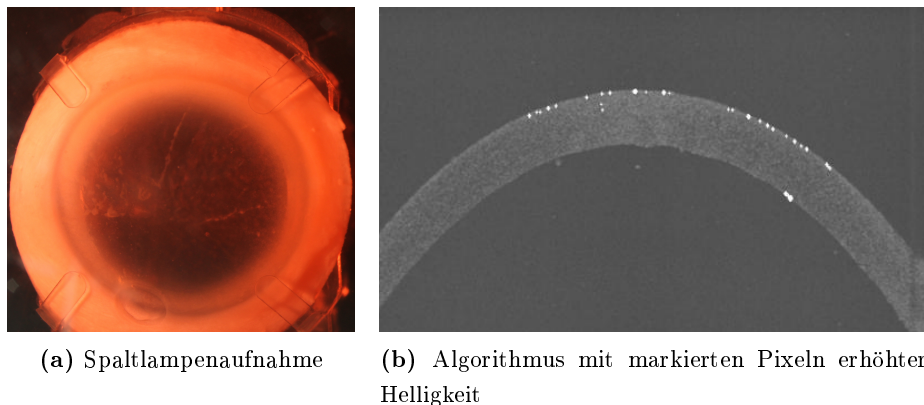 (a) Spaltlampenaufnahme
(b) Algorithmus mit markierten Pixeln erhöhter
Helligkeit